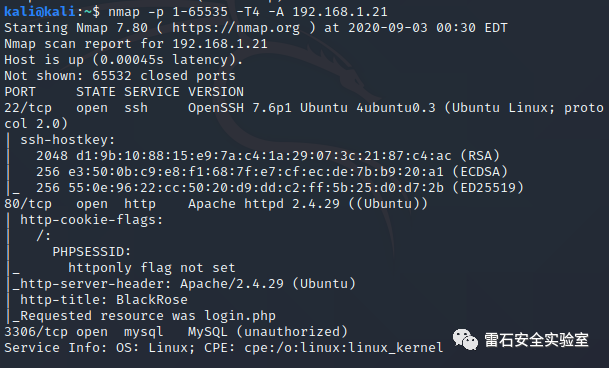 kali@kali:~$ nmap -p 1-65535 -T4 -A 192.168.1.21
Starting Nmap 7.80 ( https://nmap.org ) at 2020-09-03 00:30 EDT
Nmap scan report for 192.168.1.21
Host is up (0.00045s latency).
Not shown: 65532 closed ports
PORT     STATE SERVICE VERSION
22/tcp   open  ssh     OpenSSH 7.6p1 Ubuntu 4ubuntu0.3 (Ubuntu Linux; proto
col 2.0)
| ssh-hostkey:
|   2048 d1:9b:10:88:15:e9:7a:c4:1a:29:07:3c:21:87:c4:ac (RSA)
|   256 e3:50:0b:c9:e8:f1:68:7f:e7:cf:ec:de:7b:b9:20:a1 (ECDSA)
|_  256 55:0e:96:22:cc:50:20:d9:dd:c2:ff:5b:25:d0:d7:2b (ED25519)
80/tcp   open  http    Apache httpd 2.4.29 ((Ubuntu))
| http-cookie-flags:
|   /:
|     PHPSESSID:
|_      httponly flag not set
|_http-server-header: Apache/2.4.29 (Ubuntu)
| http-title: BlackRose
|_Requested resource was login.php
3306/tcp open  mysql   MySQL (unauthorized)
Service Info: OS: Linux; CPE: cpe:/o:linux:linux_kernel
雷石安全实验室